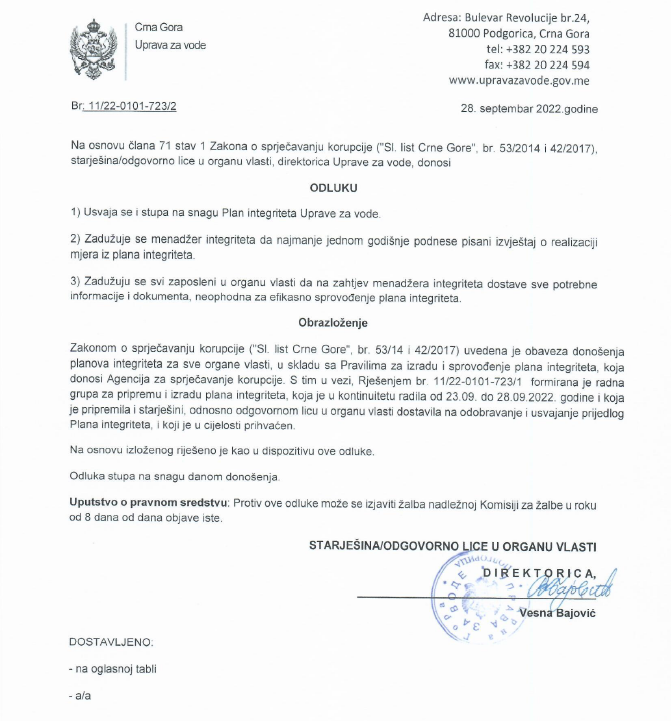 Crna Gora
Uprava za vode
Adresa: Bulevar Revolucije br.24,
81000 Podgorica, Crna Gora
tel: +382 20 224 593
fax: +382 20 224 594
www.upravazavode.gov.me
Br: 11/22-0101-723/2
28. septembar 2022.godine
Na osnovu člana 71 stav 1 Zakona o sprječavanju korupcije ("Sl. list Crne Gore", br. 53/2014 i 42/2017),
starješina/odgovorno lice u organu vlasti, direktorica Uprave za vode, donosi
ODLUKU
1) Usvaja se i stupa na snagu Plan integriteta Uprave za vode.
2) Zadužuje se menadžer integriteta da najmanje jednom godišnje podnese pisani izvještaj o realizaciji
mjera iz plana integriteta.
3) Zadužuju se svi zaposleni u organu vlasti da na zahtjev menadžera integriteta dostave sve potrebne
informacije i dokumenta, neophodna za efikasno sprovođenje plana integriteta.
Obrazloženje
Zakonom o sprječavanju korupcije ("Sl. list Crne Gore", br. 53/14 i 42/2017) uvedena je obaveza donošenja
planova integriteta za sve organe vlasti, u skladu sa Pravilima za izradu i sprovođenje plana integriteta, koja
donosi Agencija za sprječavanje korupcije. S tim u vezi, Rješenjem br. 11/22-0101-723/1 formirana je radna
grupa za pripremu i izradu plana integriteta, koja je u kontinuitetu radila od 23.09. do 28.09.2022. godine i koja
je pripremila i starješini, odnosno odgovornom licu u organu vlasti dostavila na odobravanje i usvajanje prijedlog
Plana integriteta, i koji je u cijelosti prihvaćen.
Na osnovu izloženog riješeno je kao u dispozitivu ove odluke.
Odluka stupa na snagu danom donošenja.
Uputstvo o pravnom sredstvu: Protiv ove odluke može se izjaviti žalba nadležnoj Komisiji za žalbe u roku
od 8 dana od dana objave iste.
STARJEŠINA/ODGOVORNO LICE U ORGANU VLASTI
DIREKTORICA,
Vesna Bajović
DOSTAVLJENO:
- na oglasnoj tabli
- a/a